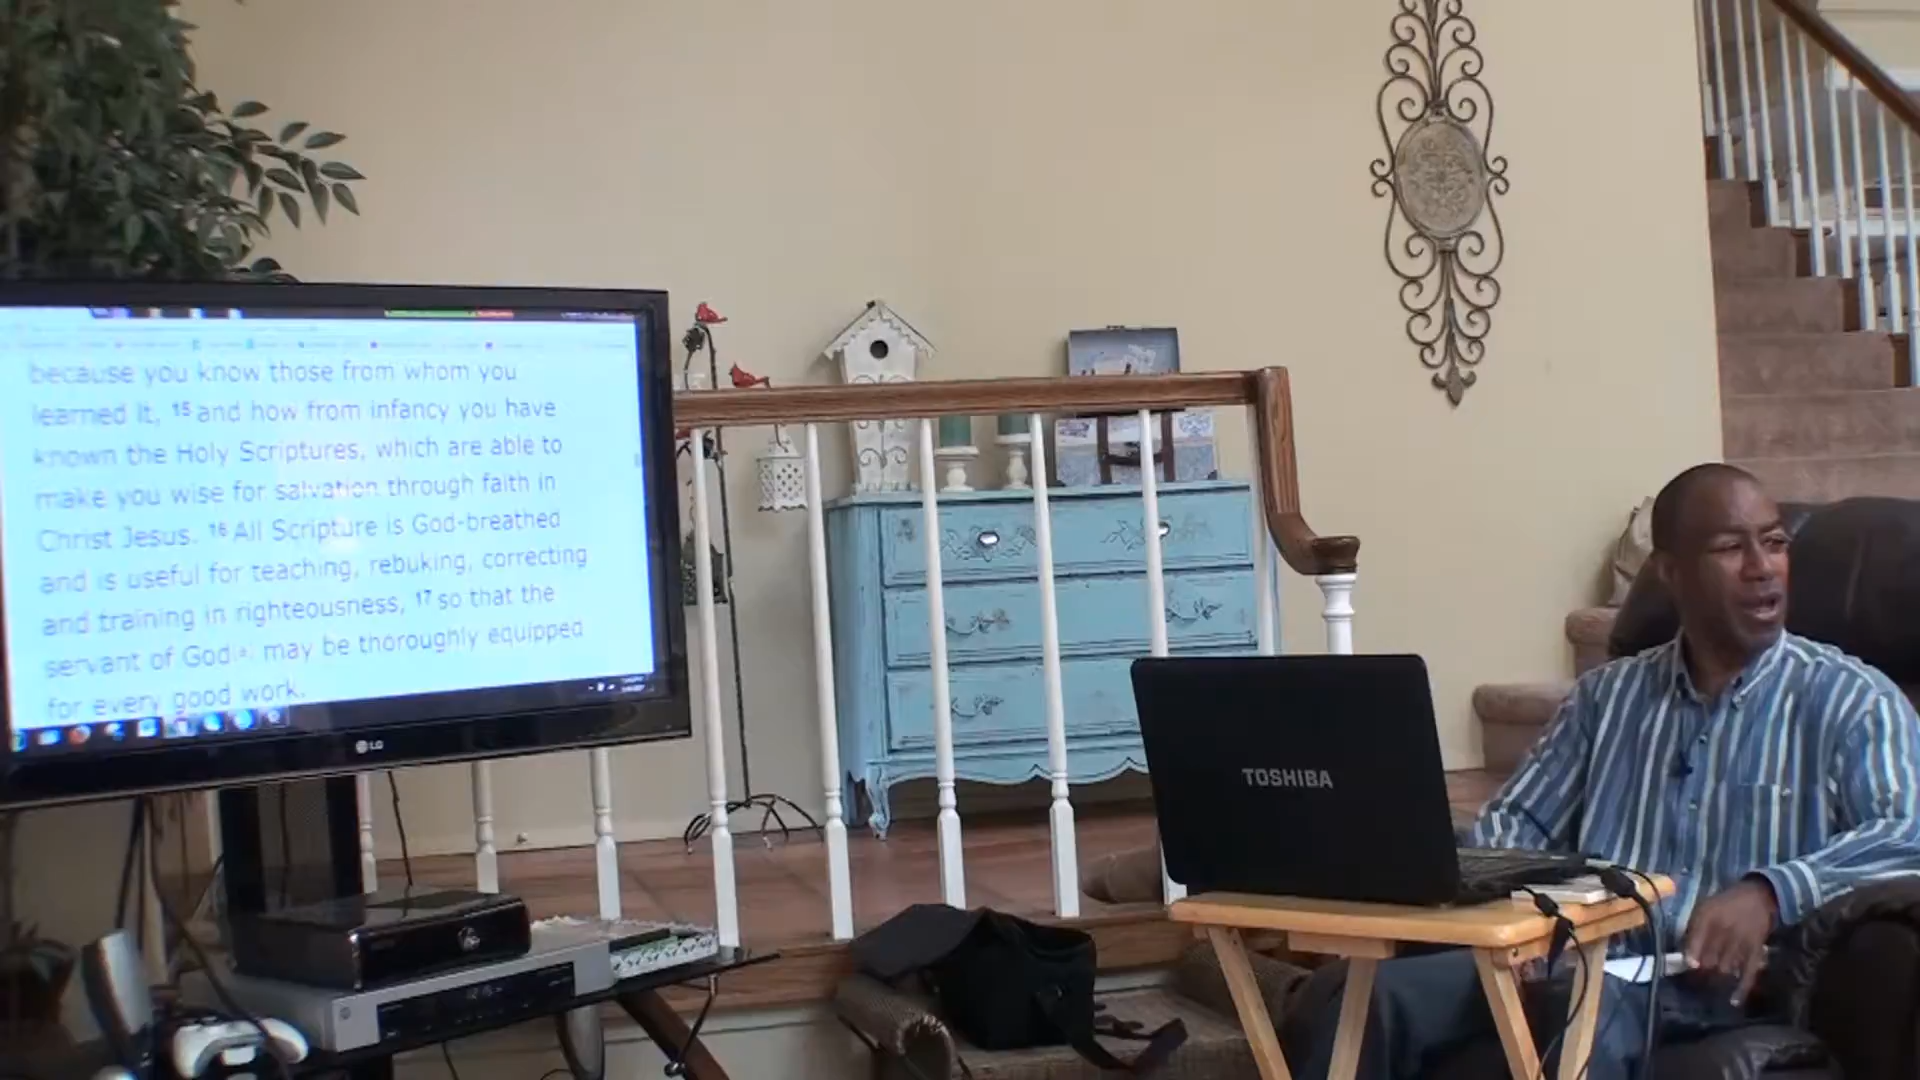 because you know those from whom you
learned it, 15 and how from infancy you have
known the Holy Scriptures, which are able to
make you wise for salvation through faith in
Christ Jesus. 16 All Scripture is God-breathed
and is useful for teaching, rebuking, correcting
and training in righteousness, 17 so that the
servant of God[a] may be thoroughly equipped
for every good work.
LG
TOSHIBA